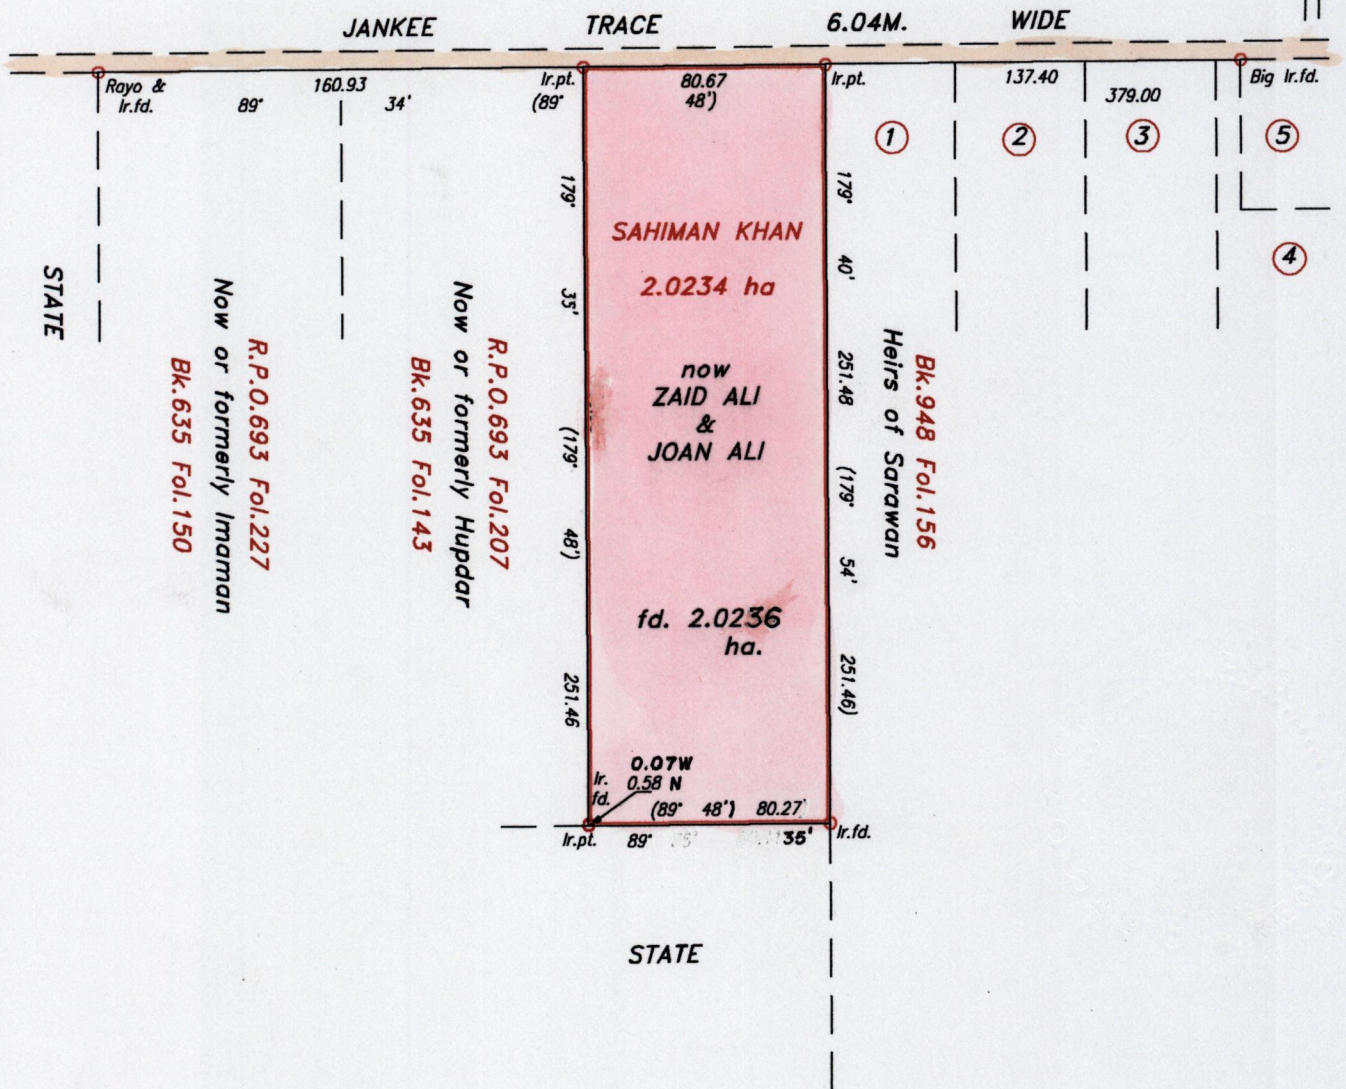 JANKEE TRACE 6.04M. WIDE
Rayo & Ir.fd.
89° 160.93 34'
Ir.pt.
(89° 80.67 48')
Ir.pt.
137.40
379.00
Big Ir.fd.
1
2
3
5
4
STATE
R.P.O.693 Fol.227
Now or formerly Imaman
Bk.635 Fol.150
R.P.O.693 Fol.207
Now or formerly Hupdar
Bk.635 Fol.143
179° 35' (179° 48') 251.46
SAHIMAN KHAN
2.0234 ha
now
ZAID ALI
&
JOAN ALI
fd. 2.0236
ha.
179° 40' 251.48 (179° 54' 251.46)
Bk.948 Fol.156
Heirs of Sarawan
0.07W
0.58 N
Ir.
fd.
(89° 48') 80.27
Ir.pt.
89° 35'
Ir.fd.
STATE